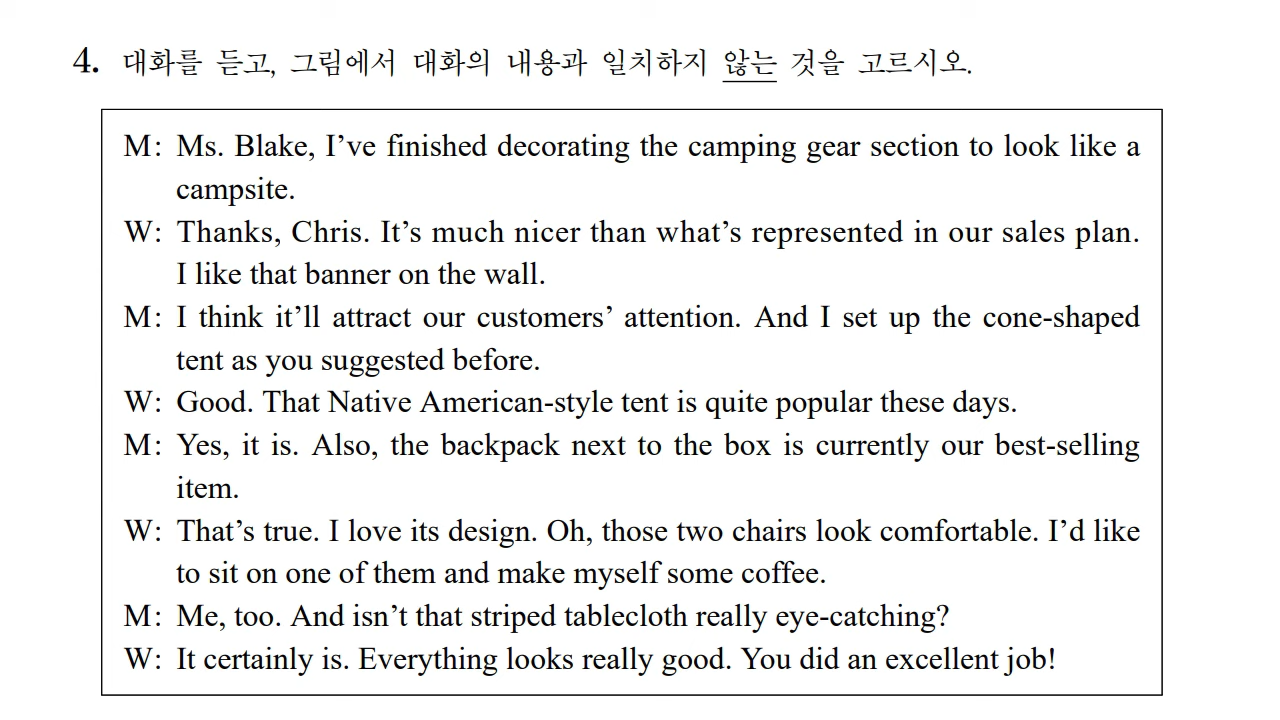 4. 대화를 듣고, 그림에서 대화의 내용과 일치하지 않는 것을 고르시오.
M: Ms. Blake, I’ve finished decorating the camping gear section to look like a
campsite.
W: Thanks, Chris. It’s much nicer than what’s represented in our sales plan.
I like that banner on the wall.
M: I think it’ll attract our customers’ attention. And I set up the cone-shaped
tent as you suggested before.
W: Good. That Native American-style tent is quite popular these days.
M: Yes, it is. Also, the backpack next to the box is currently our best-selling
item.
W: That’s true. I love its design. Oh, those two chairs look comfortable. I’d like
to sit on one of them and make myself some coffee.
M: Me, too. And isn’t that striped tablecloth really eye-catching?
W: It certainly is. Everything looks really good. You did an excellent job!